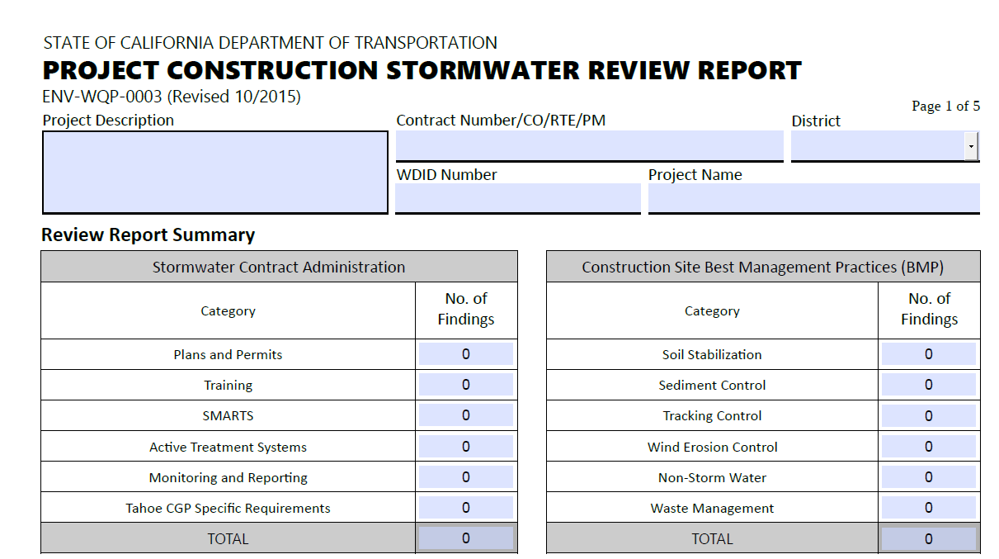 STATE OF CALIFORNIA DEPARTMENT OF TRANSPORTATION
PROJECT CONSTRUCTION STORMWATER REVIEW REPORT
ENV-WQP-0003 (Revised 10/2015)
Page 1 of 5
Project Description
Contract Number/CO/RTE/PM
District
WDID Number
Project Name
Review Report Summary
Stormwater Contract Administration
Category
No. of
Findings
Plans and Permits 0
Training 0
SMARTS 0
Active Treatment Systems 0
Monitoring and Reporting 0
Tahoe CGP Specific Requirements 0
TOTAL 0
Construction Site Best Management Practices (BMP)
Category
No. of
Findings
Soil Stabilization 0
Sediment Control 0
Tracking Control 0
Wind Erosion Control 0
Non-Storm Water 0
Waste Management 0
TOTAL 0